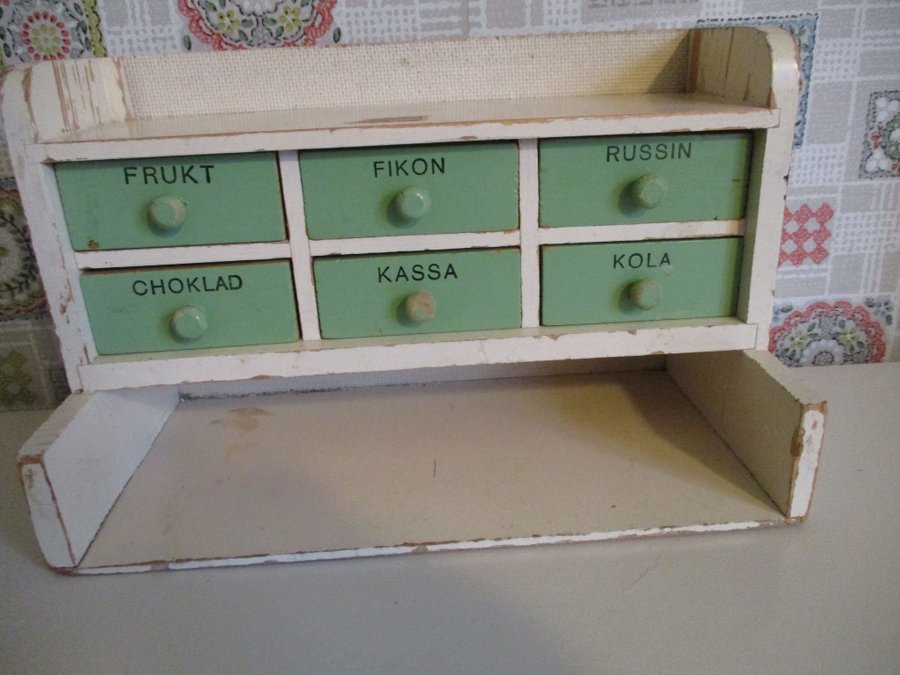 FRUKT
FIKON
RUSSIN
CHOKLAD
KASSA
KOLA